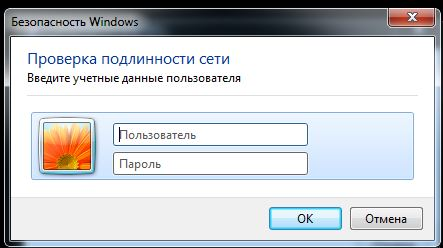 Безопасность Windows
Проверка подлинности сети
Введите учетные данные пользователя
Пользователь
Пароль
OK
Отмена